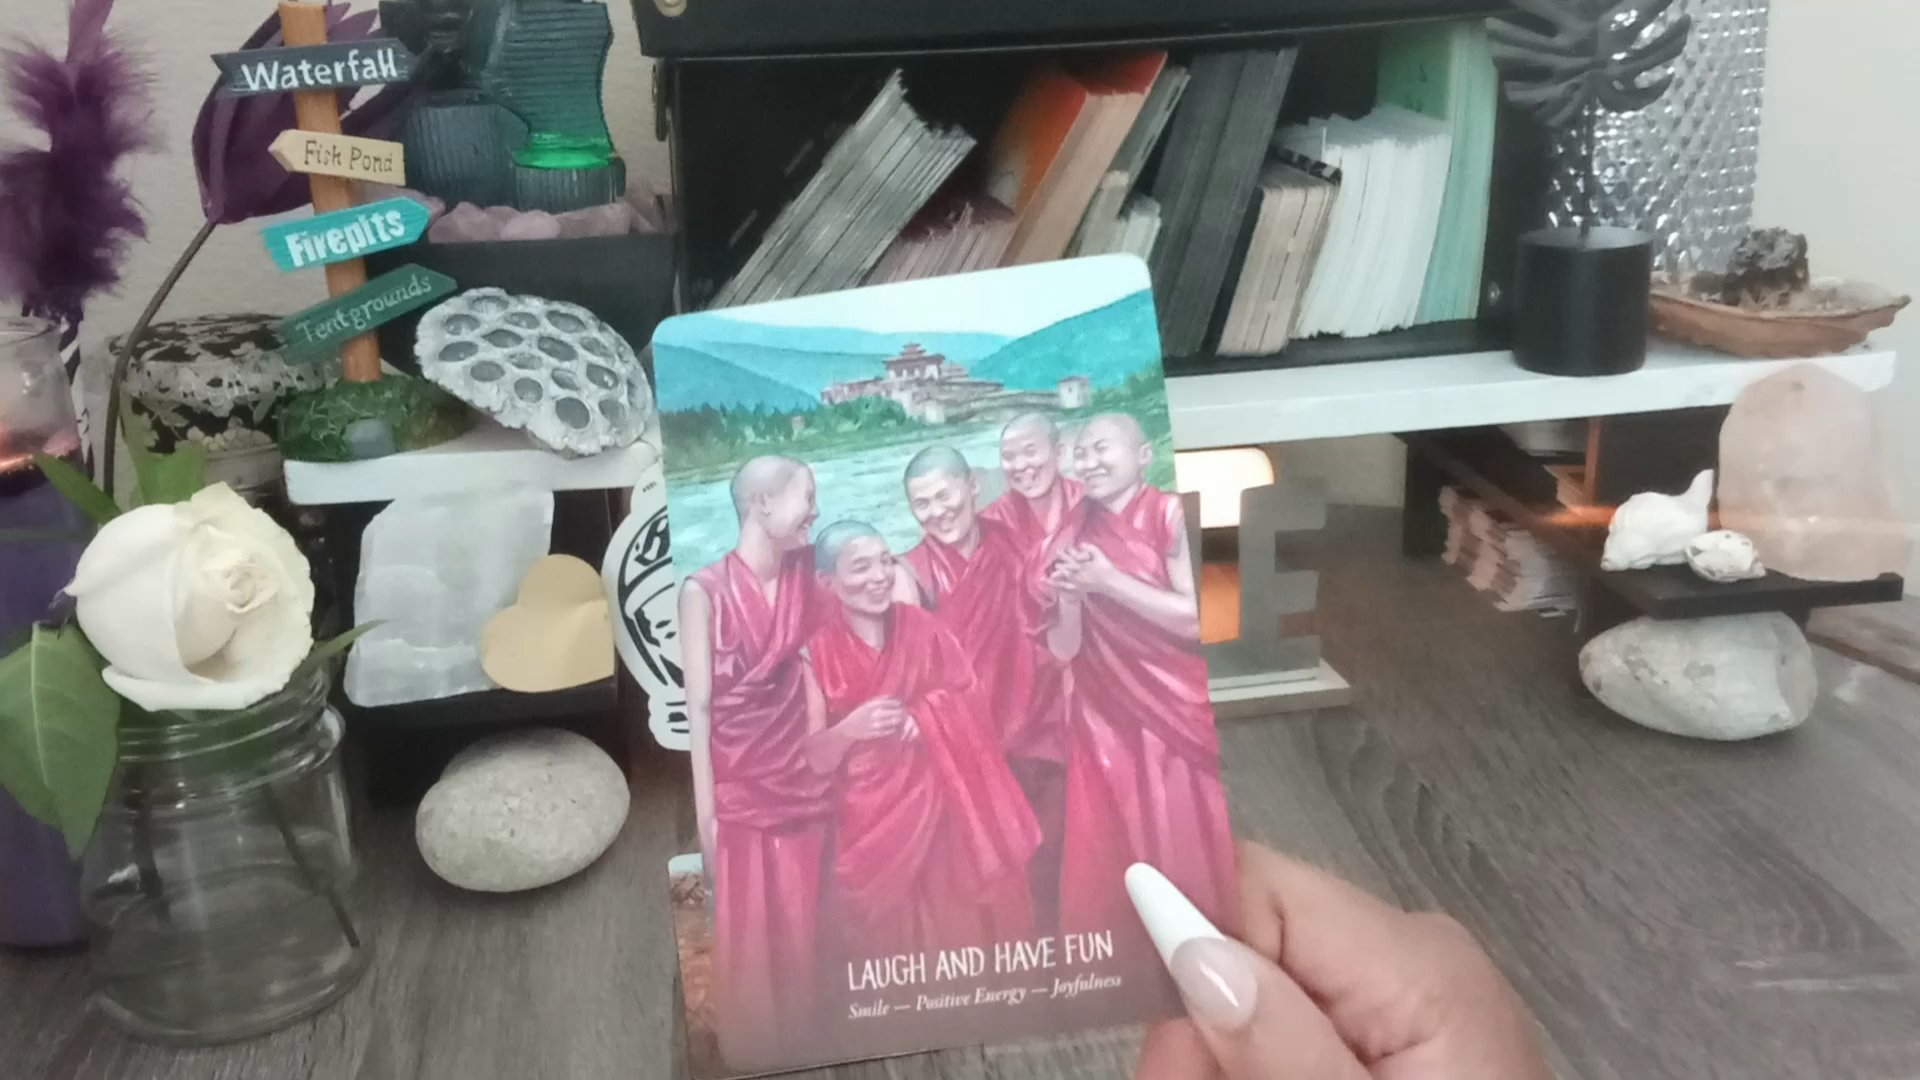 Waterfall
Fish Pond
Firepits
Tentgrounds
E
LAUGH AND HAVE FUN
Smile — Positive Energy — Joyfulness